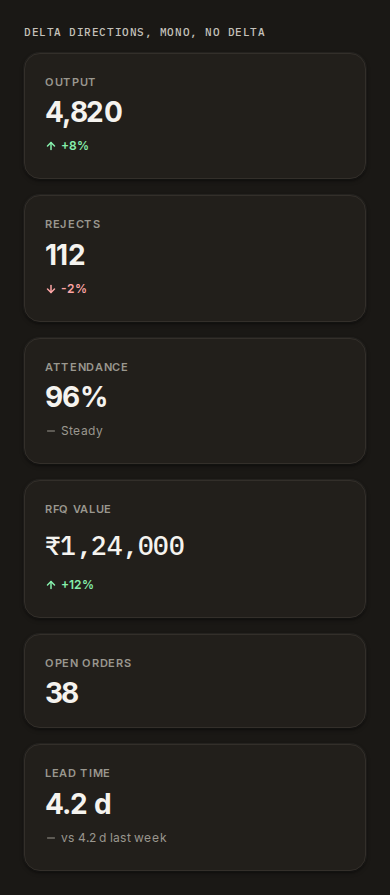 DELTA DIRECTIONS, MONO, NO DELTA
OUTPUT
4,820
↑ +8%
REJECTS
112
↓ -2%
ATTENDANCE
96%
— Steady
RFQ VALUE
₹1,24,000
↑ +12%
OPEN ORDERS
38
LEAD TIME
4.2 d
— vs 4.2 d last week